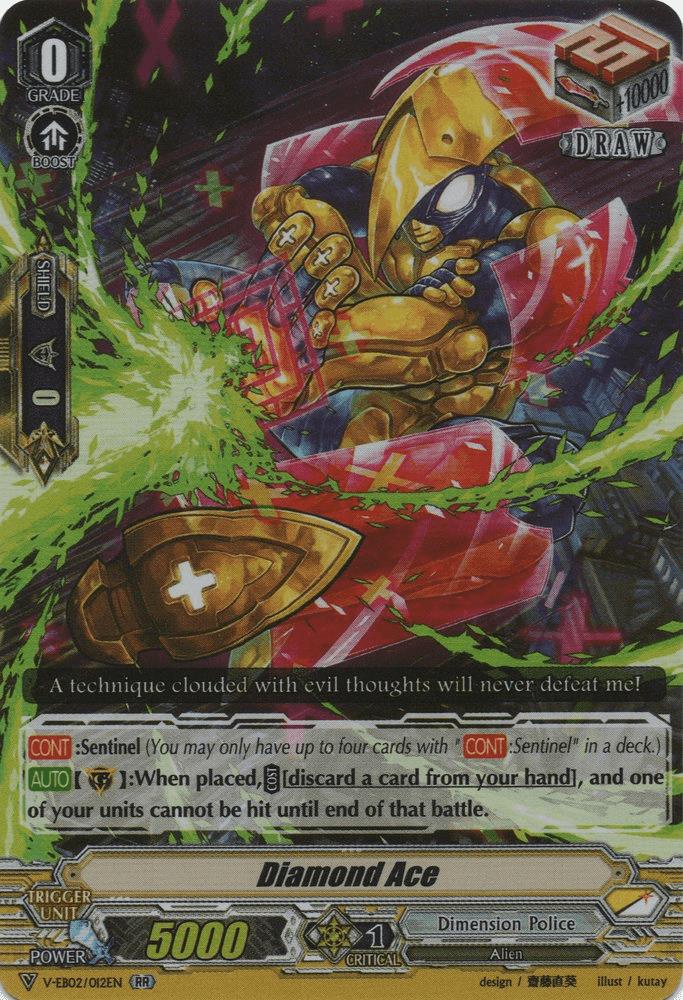 0
GRADE
BOOST
+10000
DRAW
SHIELD
0
A technique clouded with evil thoughts will never defeat me!
CONT:Sentinel (You may only have up to four cards with "CONT:Sentinel" in a deck.)
AUTO【 】:When placed, COST[discard a card from your hand], and one
of your units cannot be hit until end of that battle.
Diamond Ace
TRIGGER
UNIT
POWER 5000
1
CRITICAL
Dimension Police
Alien
V-EB02/012EN RR
design / 齋藤直葵 illust / kutay